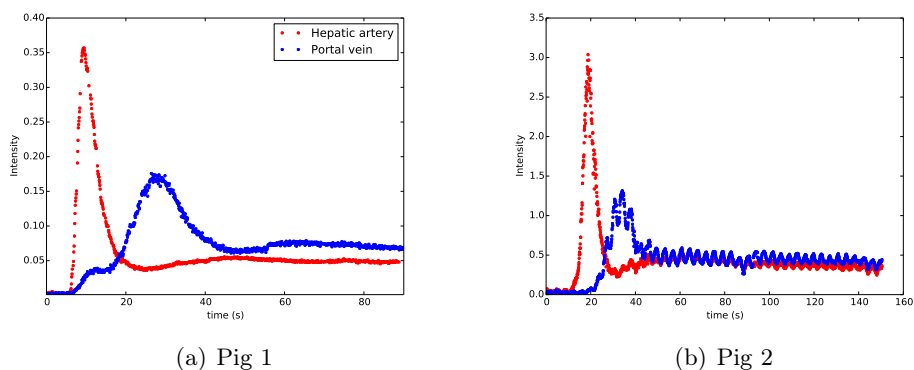 0.40
0.35
0.30
0.25
0.20
0.15
0.10
0.05
Intensity
0 20 40 60 80
time (s)
Hepatic artery
Portal vein
(a) Pig 1
3.5
3.0
2.5
2.0
1.5
1.0
0.5
0.0
Intensity
0 20 40 60 80 100 120 140 160
time (s)
(b) Pig 2